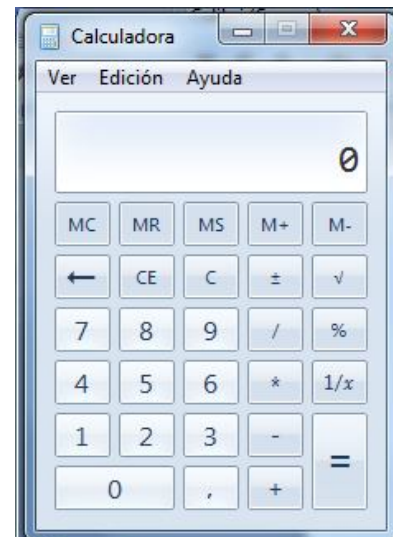 Calculadora
Ver Edición Ayuda
0
MC MR MS M+ M-
← CE C ± √
7 8 9 / %
4 5 6 * 1/x
1 2 3 - =
0 , +